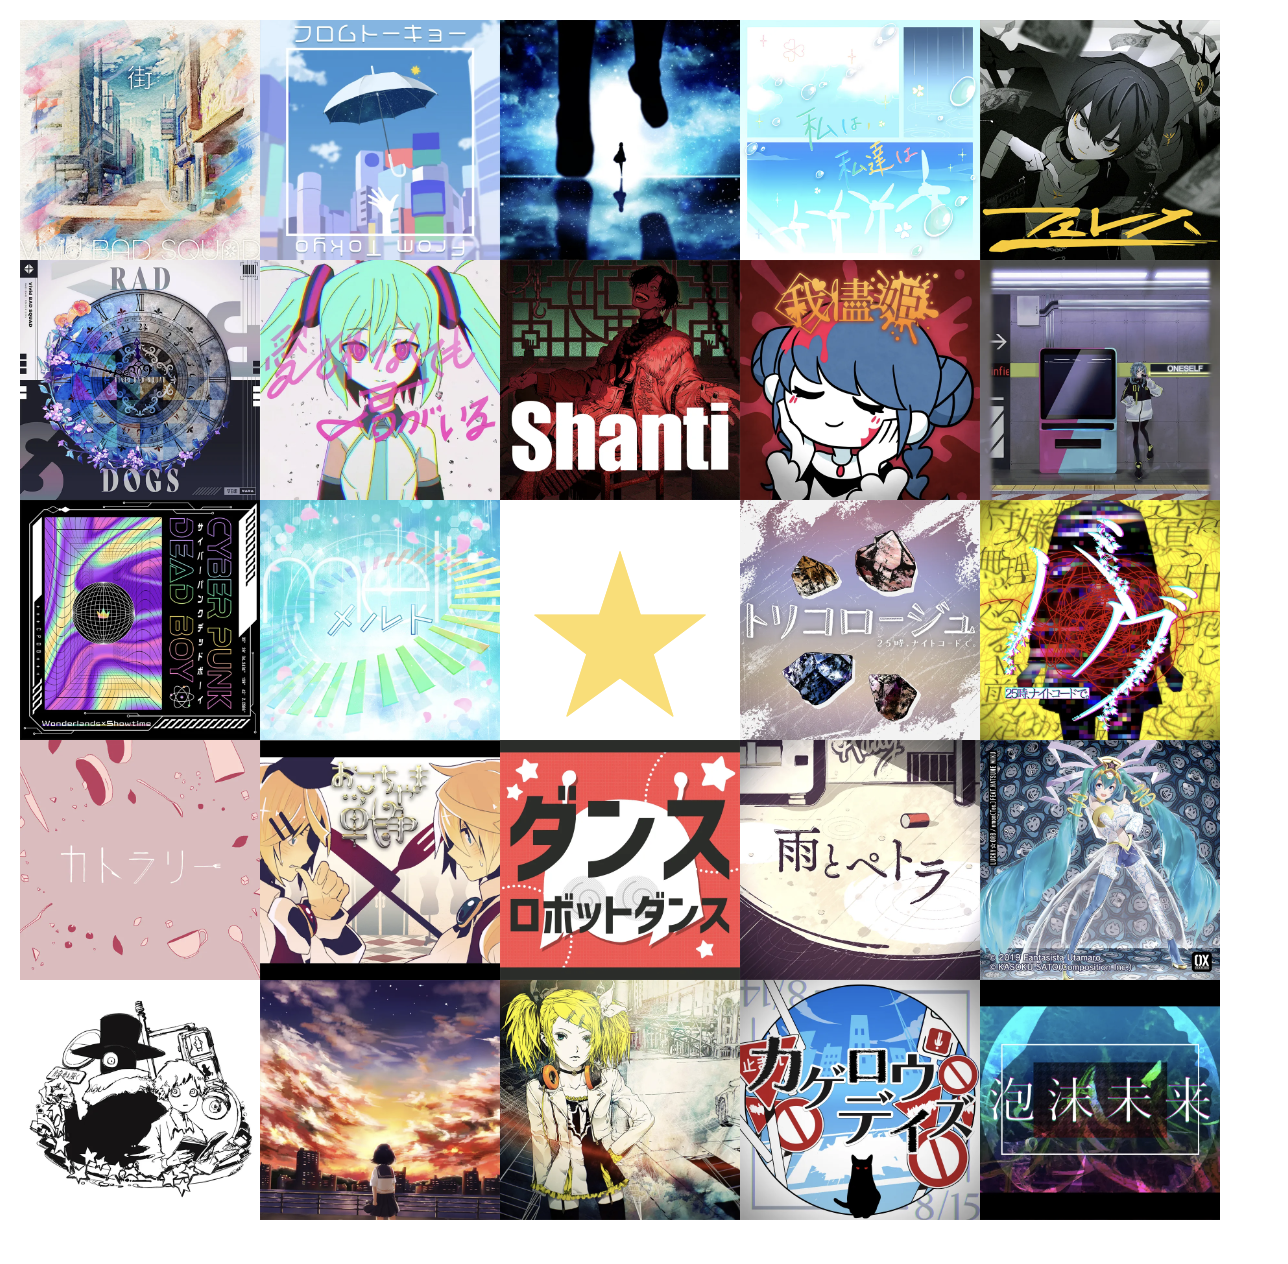 街
VIVID BAD SQUAD
フロムトーキョー
From Tokyo
私は、
私達は
フェレス
RAD
DOGS
VIVID BAD SQUAD
愛されなくても
君がいる
Shanti
我儘姫
ONESELF
CYBER PUNK
DEAD BOY
サイバーパンクデッドボーイ
Wonderlands×Showtime
melt
メルト
トリコロージュ
25時、ナイトコードで。
バグ
25時、ナイトコードで。
カトラリー
おこちゃま
戦争
ダンス
ロボットダンス
雨とペトラ
© 2019 Fantasista Utamaro
© KASOKU SATO(Composition.Inc.)
カゲロウ
デイズ
8/14
8/15
泡沫未来